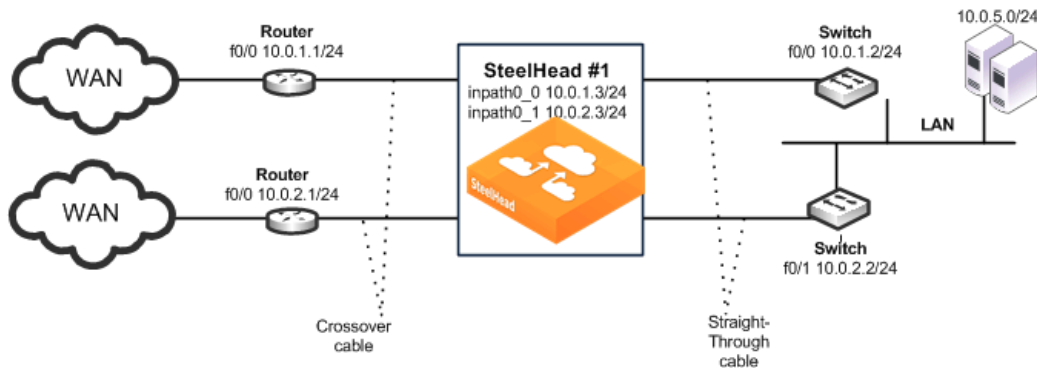 WAN
Router
f0/0 10.0.1.1/24
SteelHead #1
inpath0_0 10.0.1.3/24
inpath0_1 10.0.2.3/24
SteelHead
Switch
f0/0 10.0.1.2/24
10.0.5.0/24
LAN
WAN
Router
f0/0 10.0.2.1/24
Switch
f0/1 10.0.2.2/24
Crossover
cable
Straight-
Through
cable